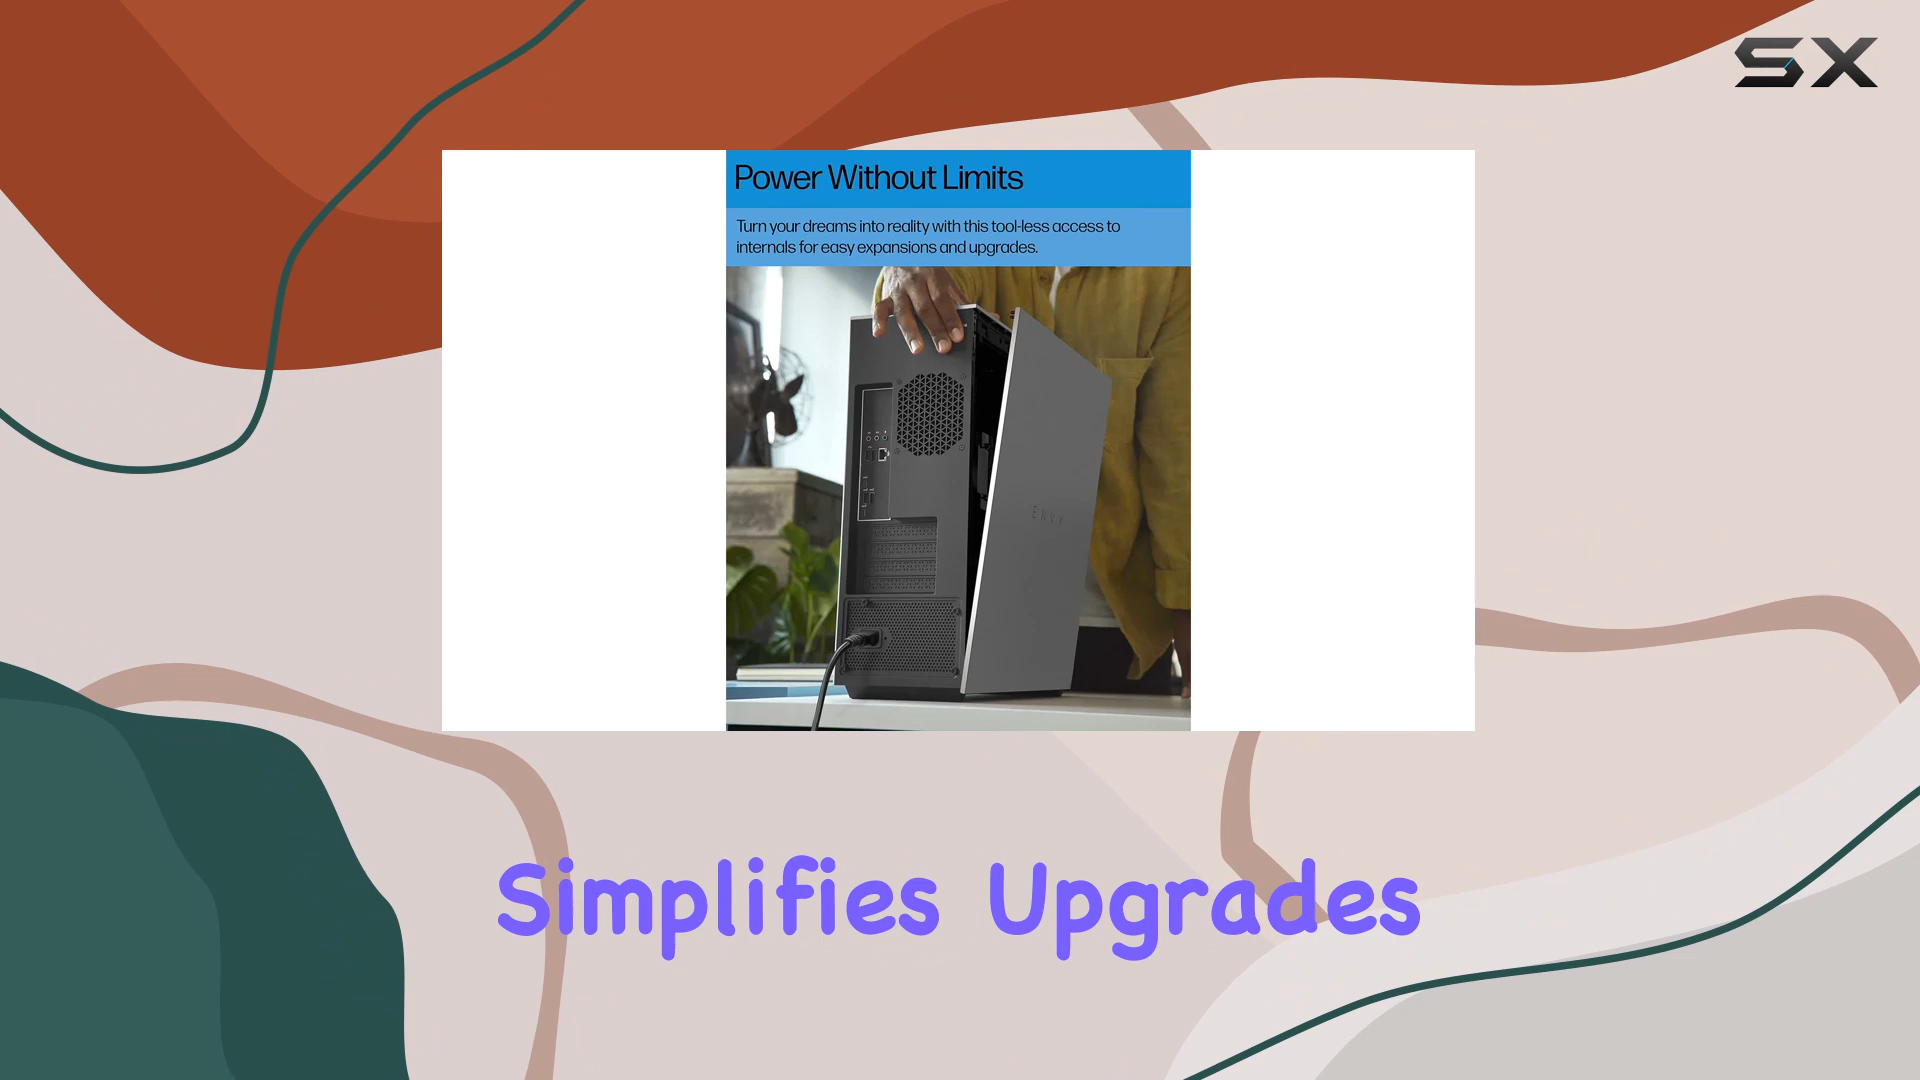 SX
Power Without Limits
Turn your dreams into reality with this tool-less access to
internals for easy expansions and upgrades.
ENVY
Simplifies Upgrades